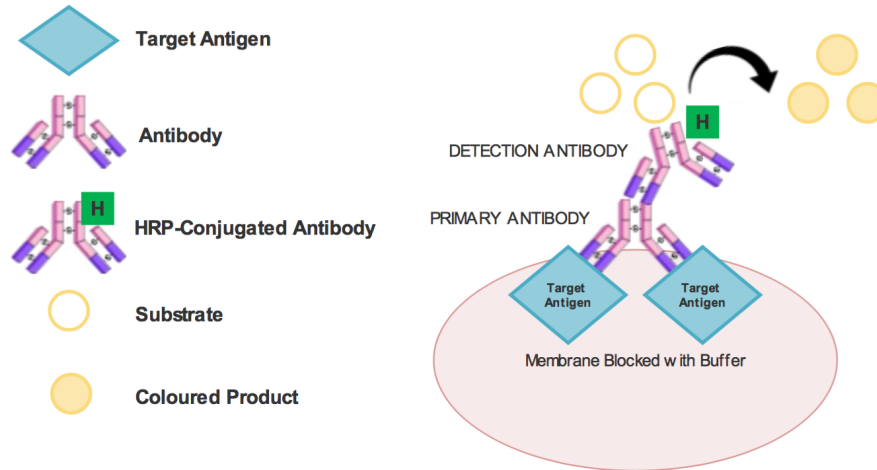 Target Antigen
Antibody
H
HRP-Conjugated Antibody
Substrate
Coloured Product
H
DETECTION ANTIBODY
PRIMARY ANTIBODY
Target
Antigen
Target
Antigen
Membrane Blocked with Buffer